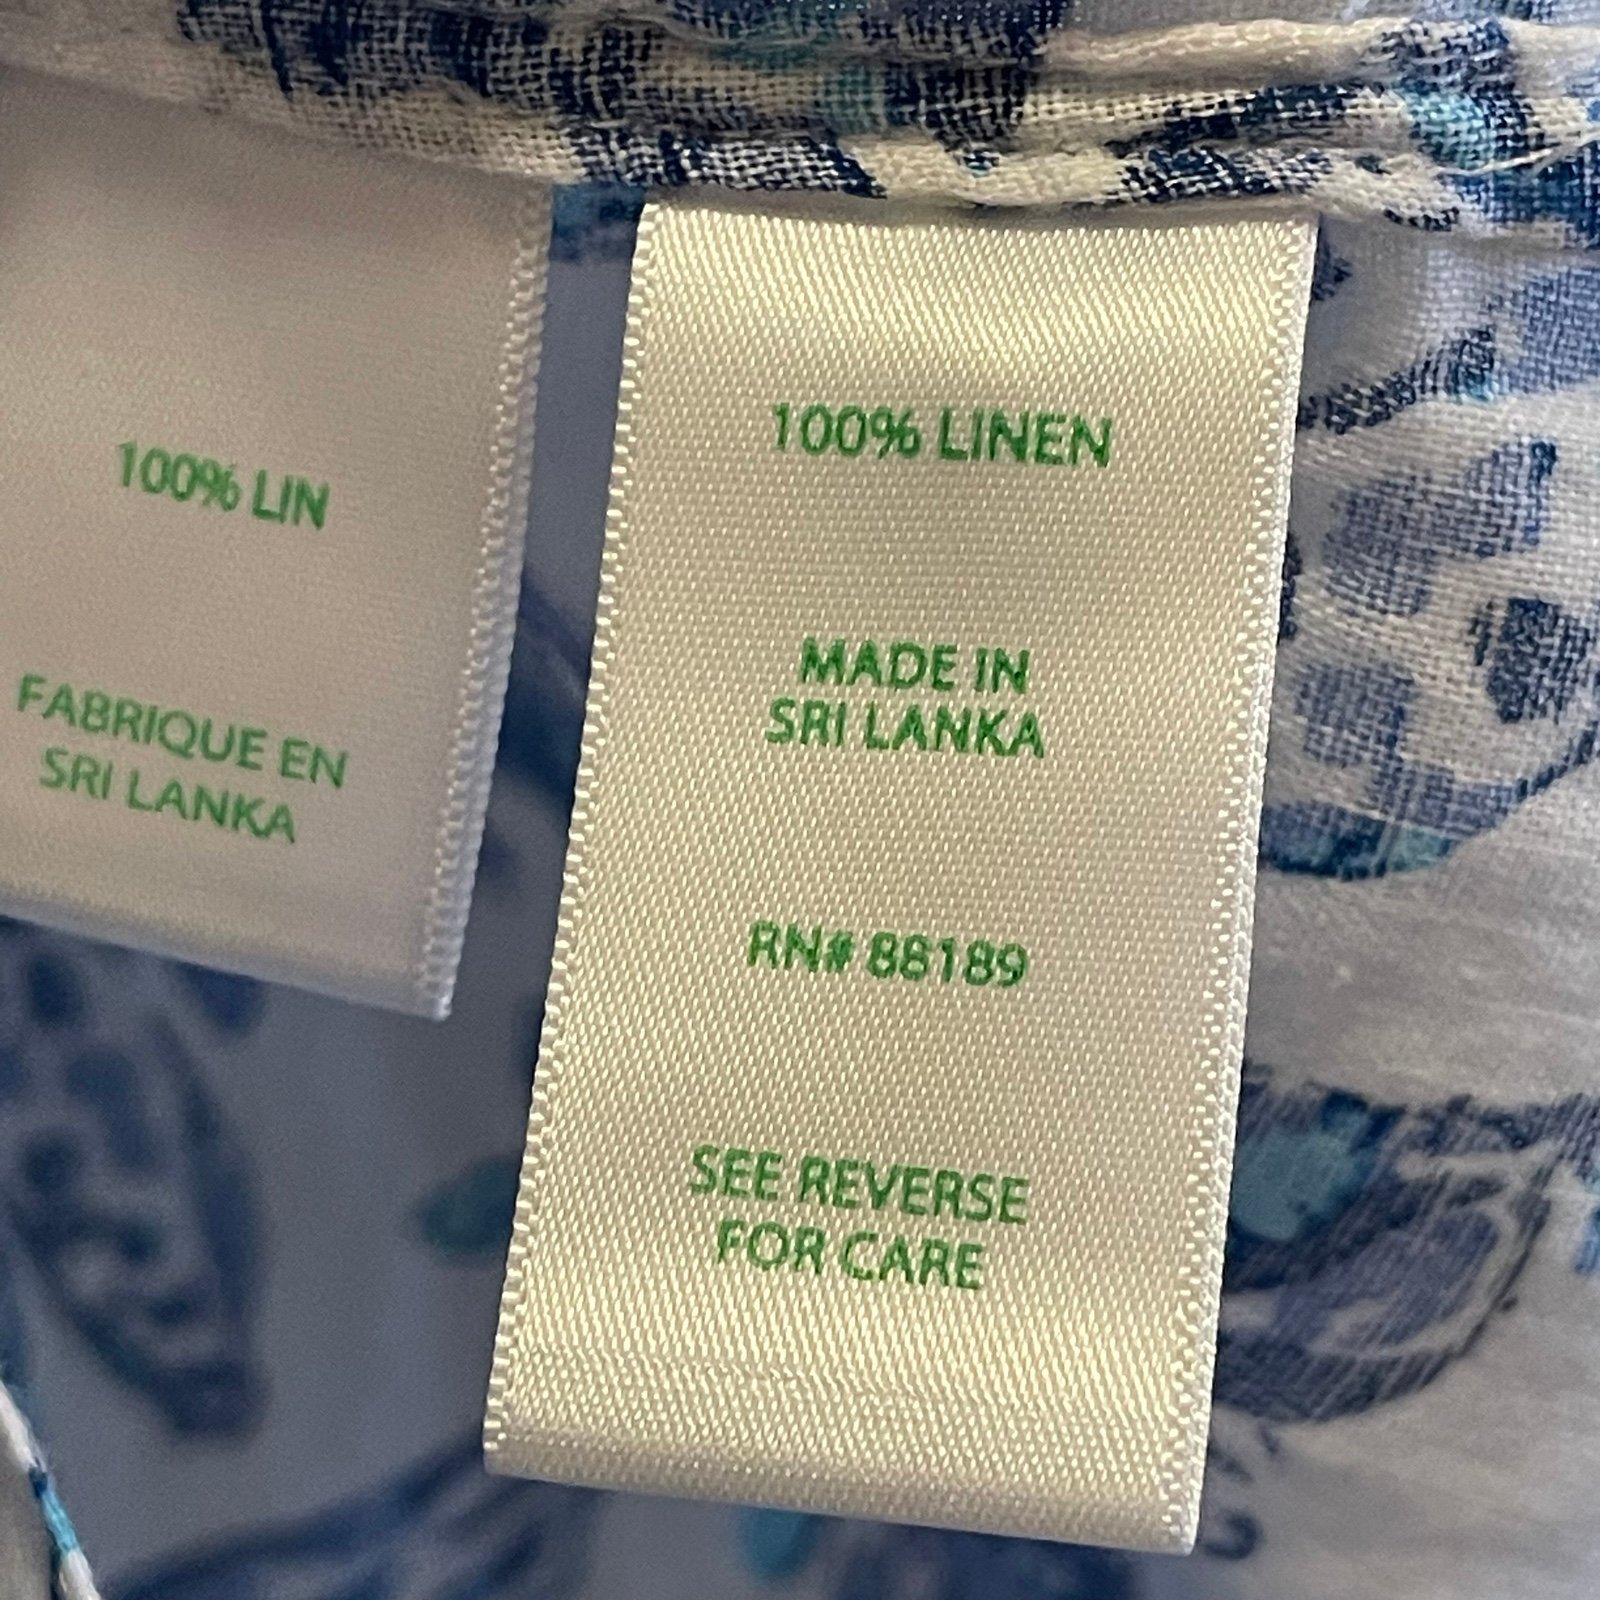 100% LIN
FABRIQUE EN
SRI LANKA
100% LINEN
MADE IN
SRI LANKA
RN# 88189
SEE REVERSE
FOR CARE